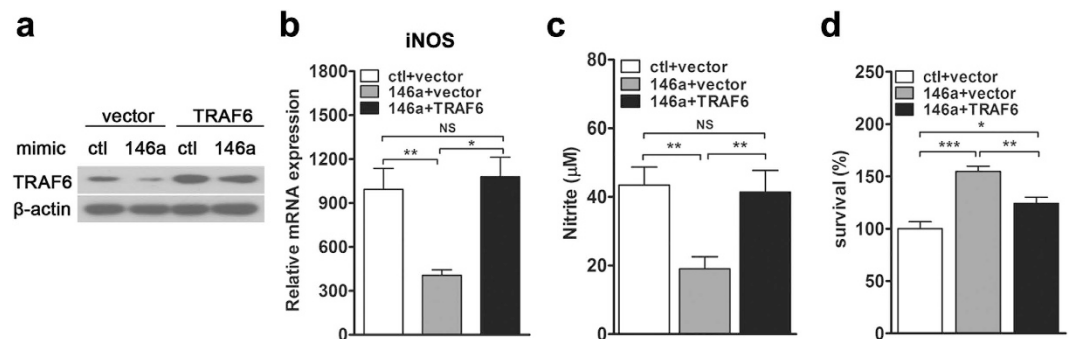 a
vector TRAF6
mimic ctl 146a ctl 146a
TRAF6
β-actin
b
iNOS
Relative mRNA expression
1800
1500
1200
900
600
300
0
ctl+vector
146a+vector
146a+TRAF6
NS
** *
c
Nitrite (μM)
80
60
40
20
0
ctl+vector
146a+vector
146a+TRAF6
NS
** **
d
survival (%)
250
200
150
100
50
0
ctl+vector
146a+vector
146a+TRAF6
*
*** **